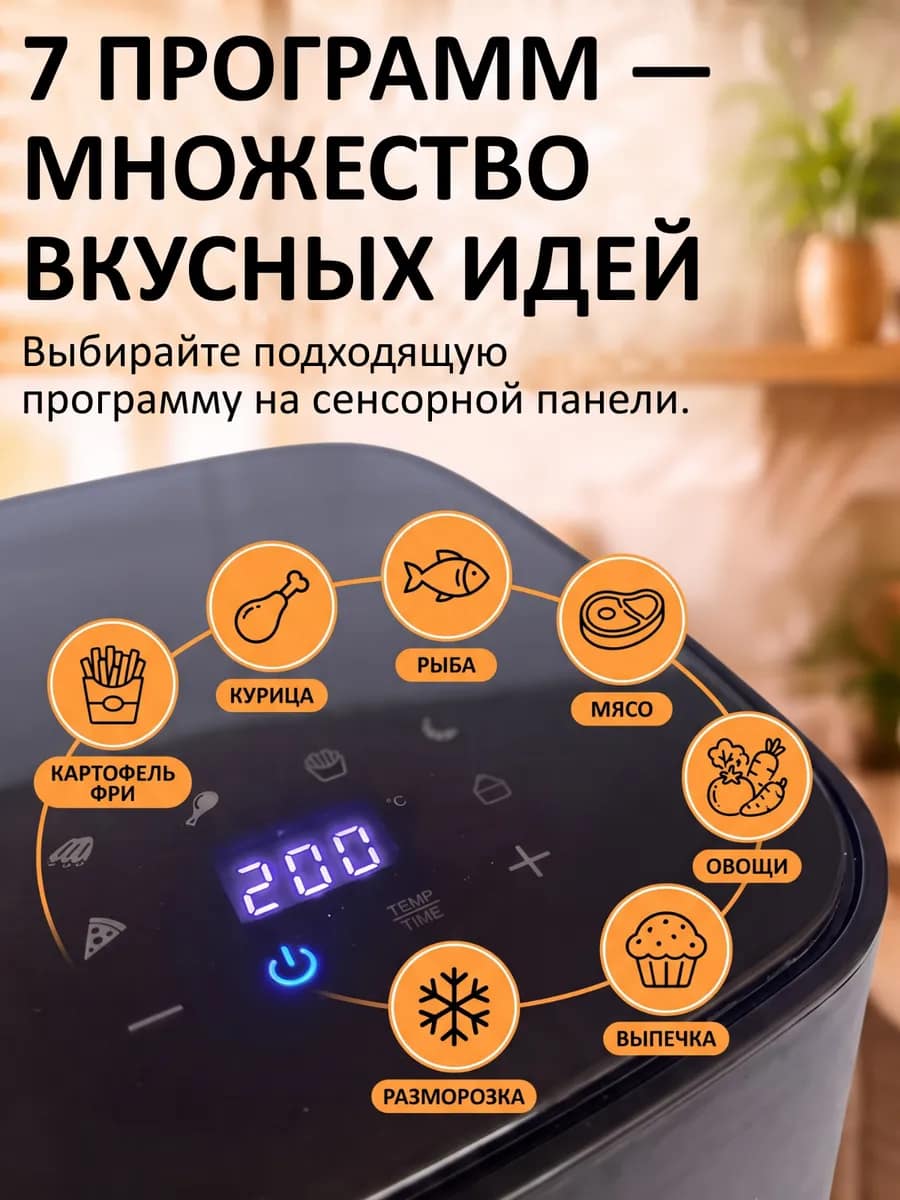 7 ПРОГРАММ —
МНОЖЕСТВО
ВКУСНЫХ ИДЕЙ
Выбирайте подходящую
программу на сенсорной панели.
РЫБА
КУРИЦА
МЯСО
КАРТОФЕЛЬ
ФРИ
°C
200
ОВОЩИ
TEMP
TIME
ВЫПЕЧКА
РАЗМОРОЗКА